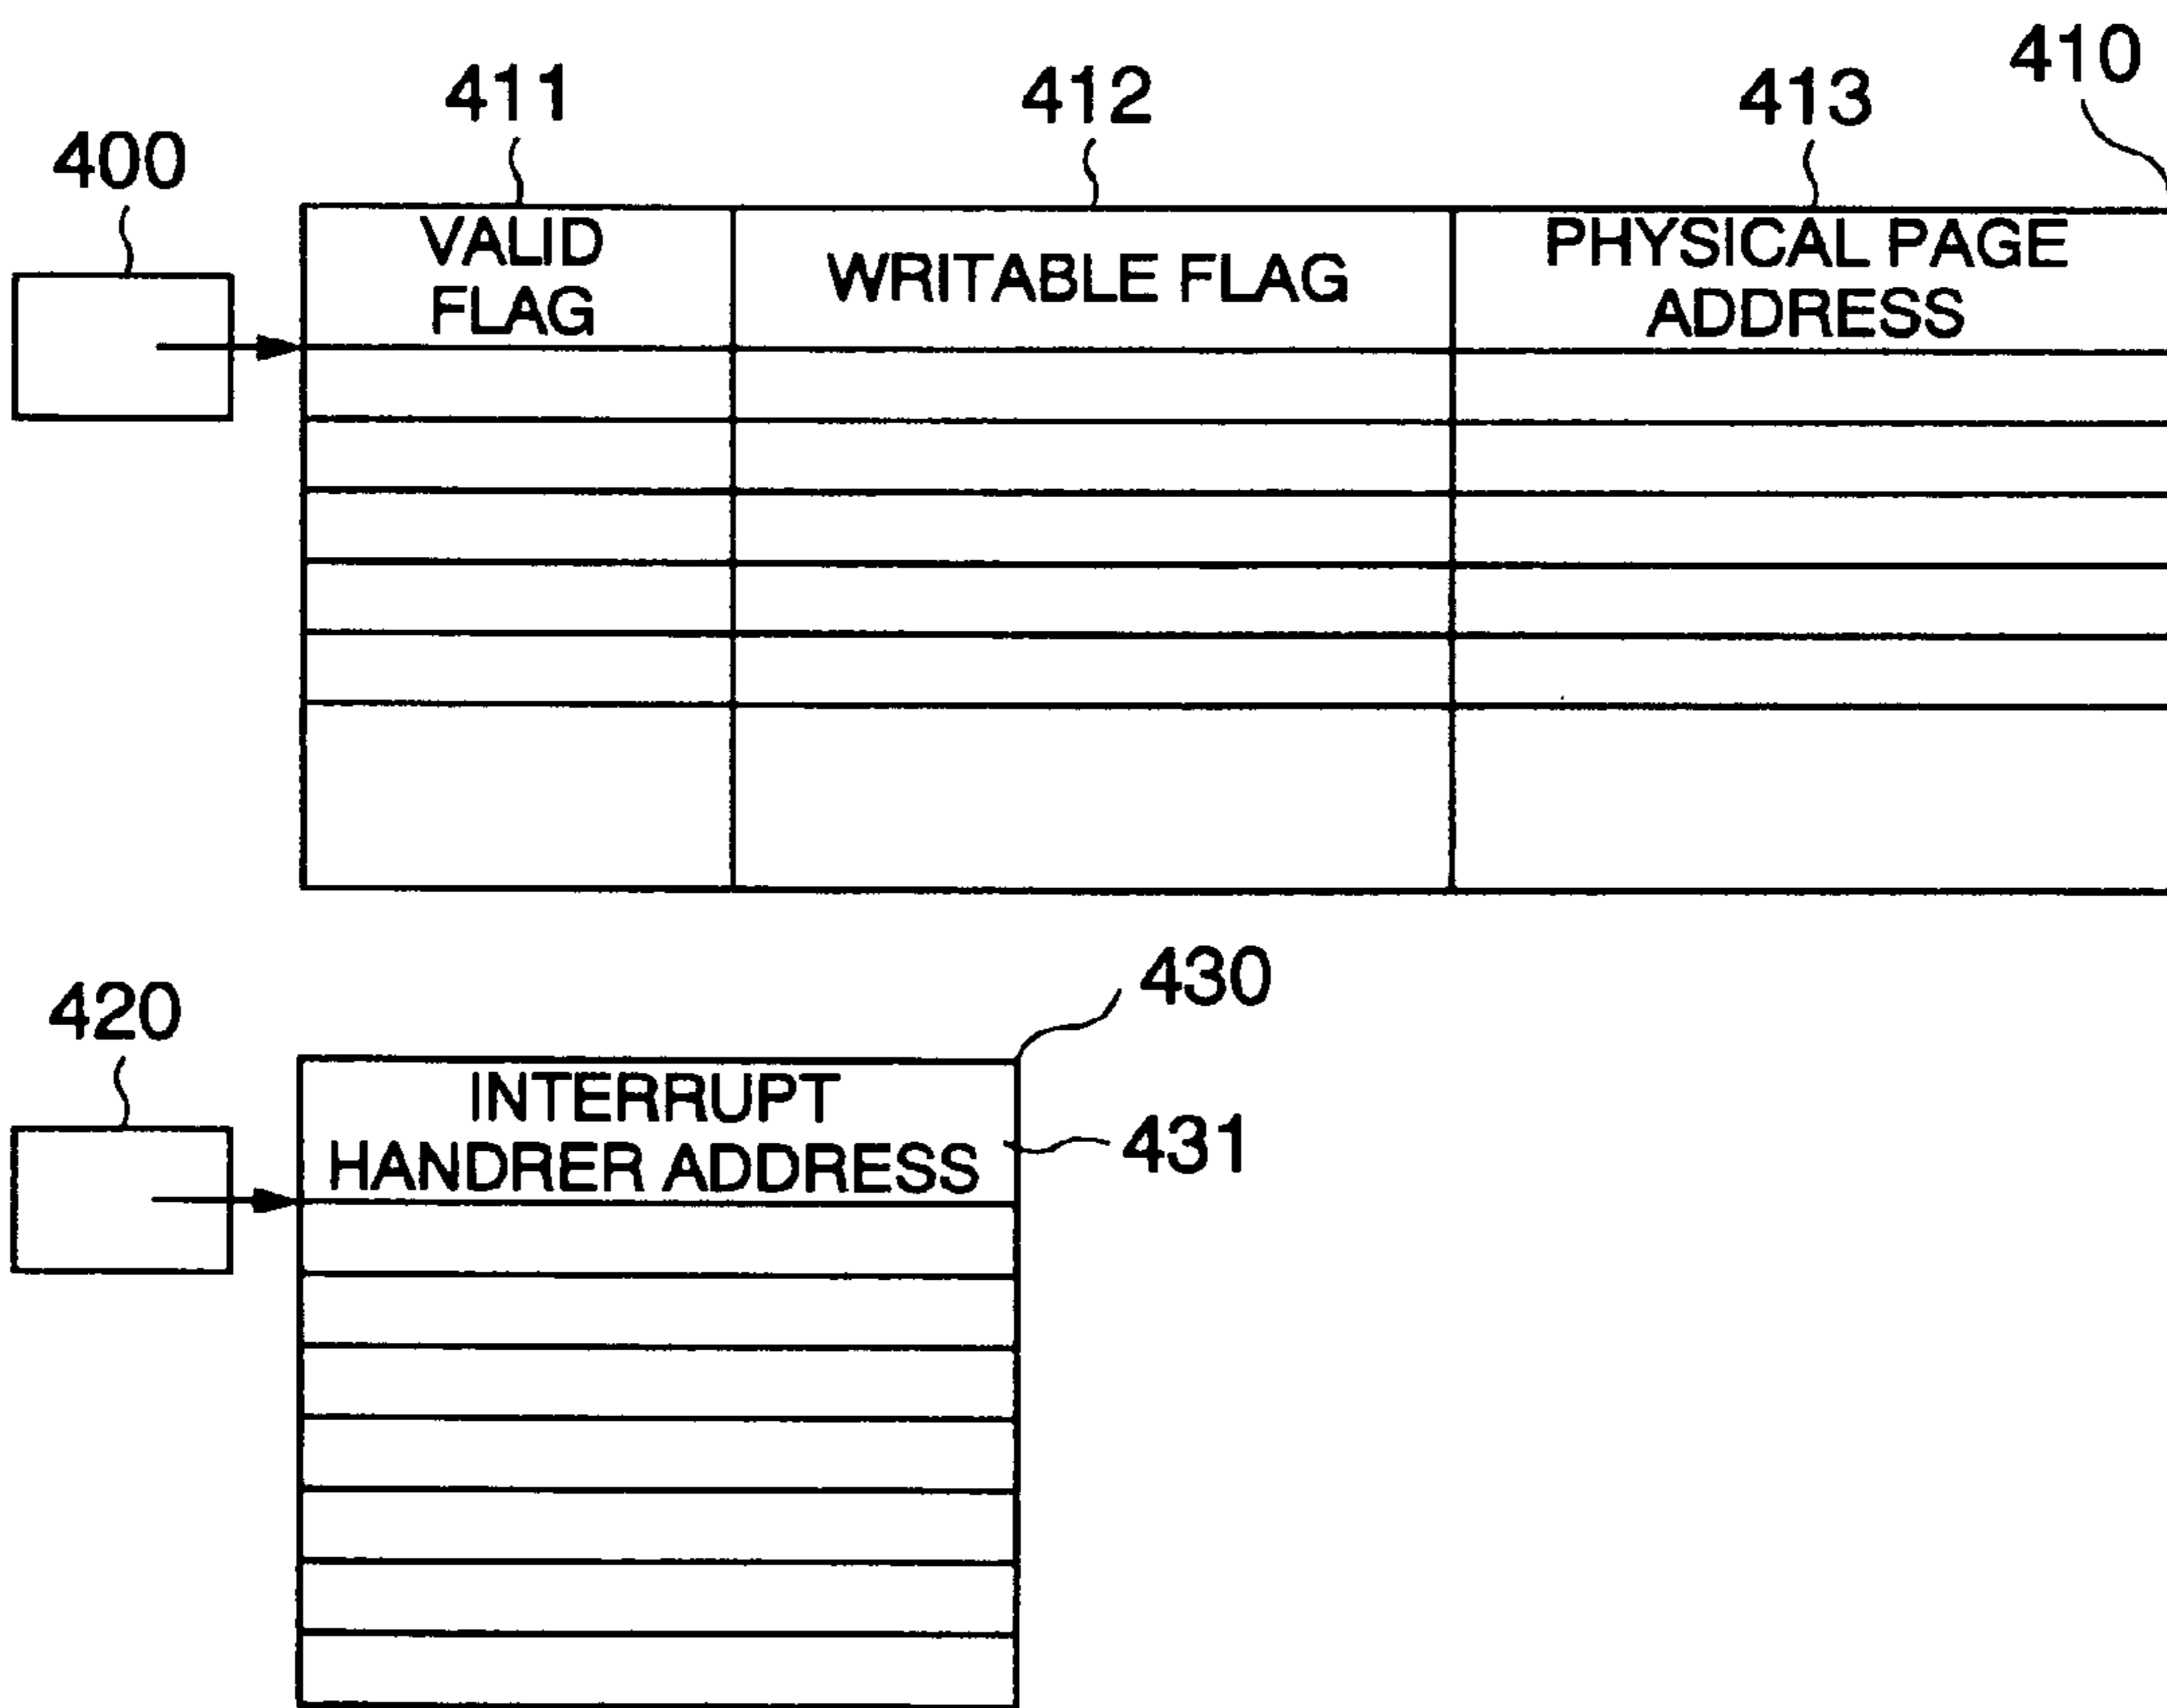 410
411
412
413
400
VALID
FLAG
WRITABLE FLAG
PHYSICAL PAGE
ADDRESS
430
420
INTERRUPT
HANDRER ADDRESS
431